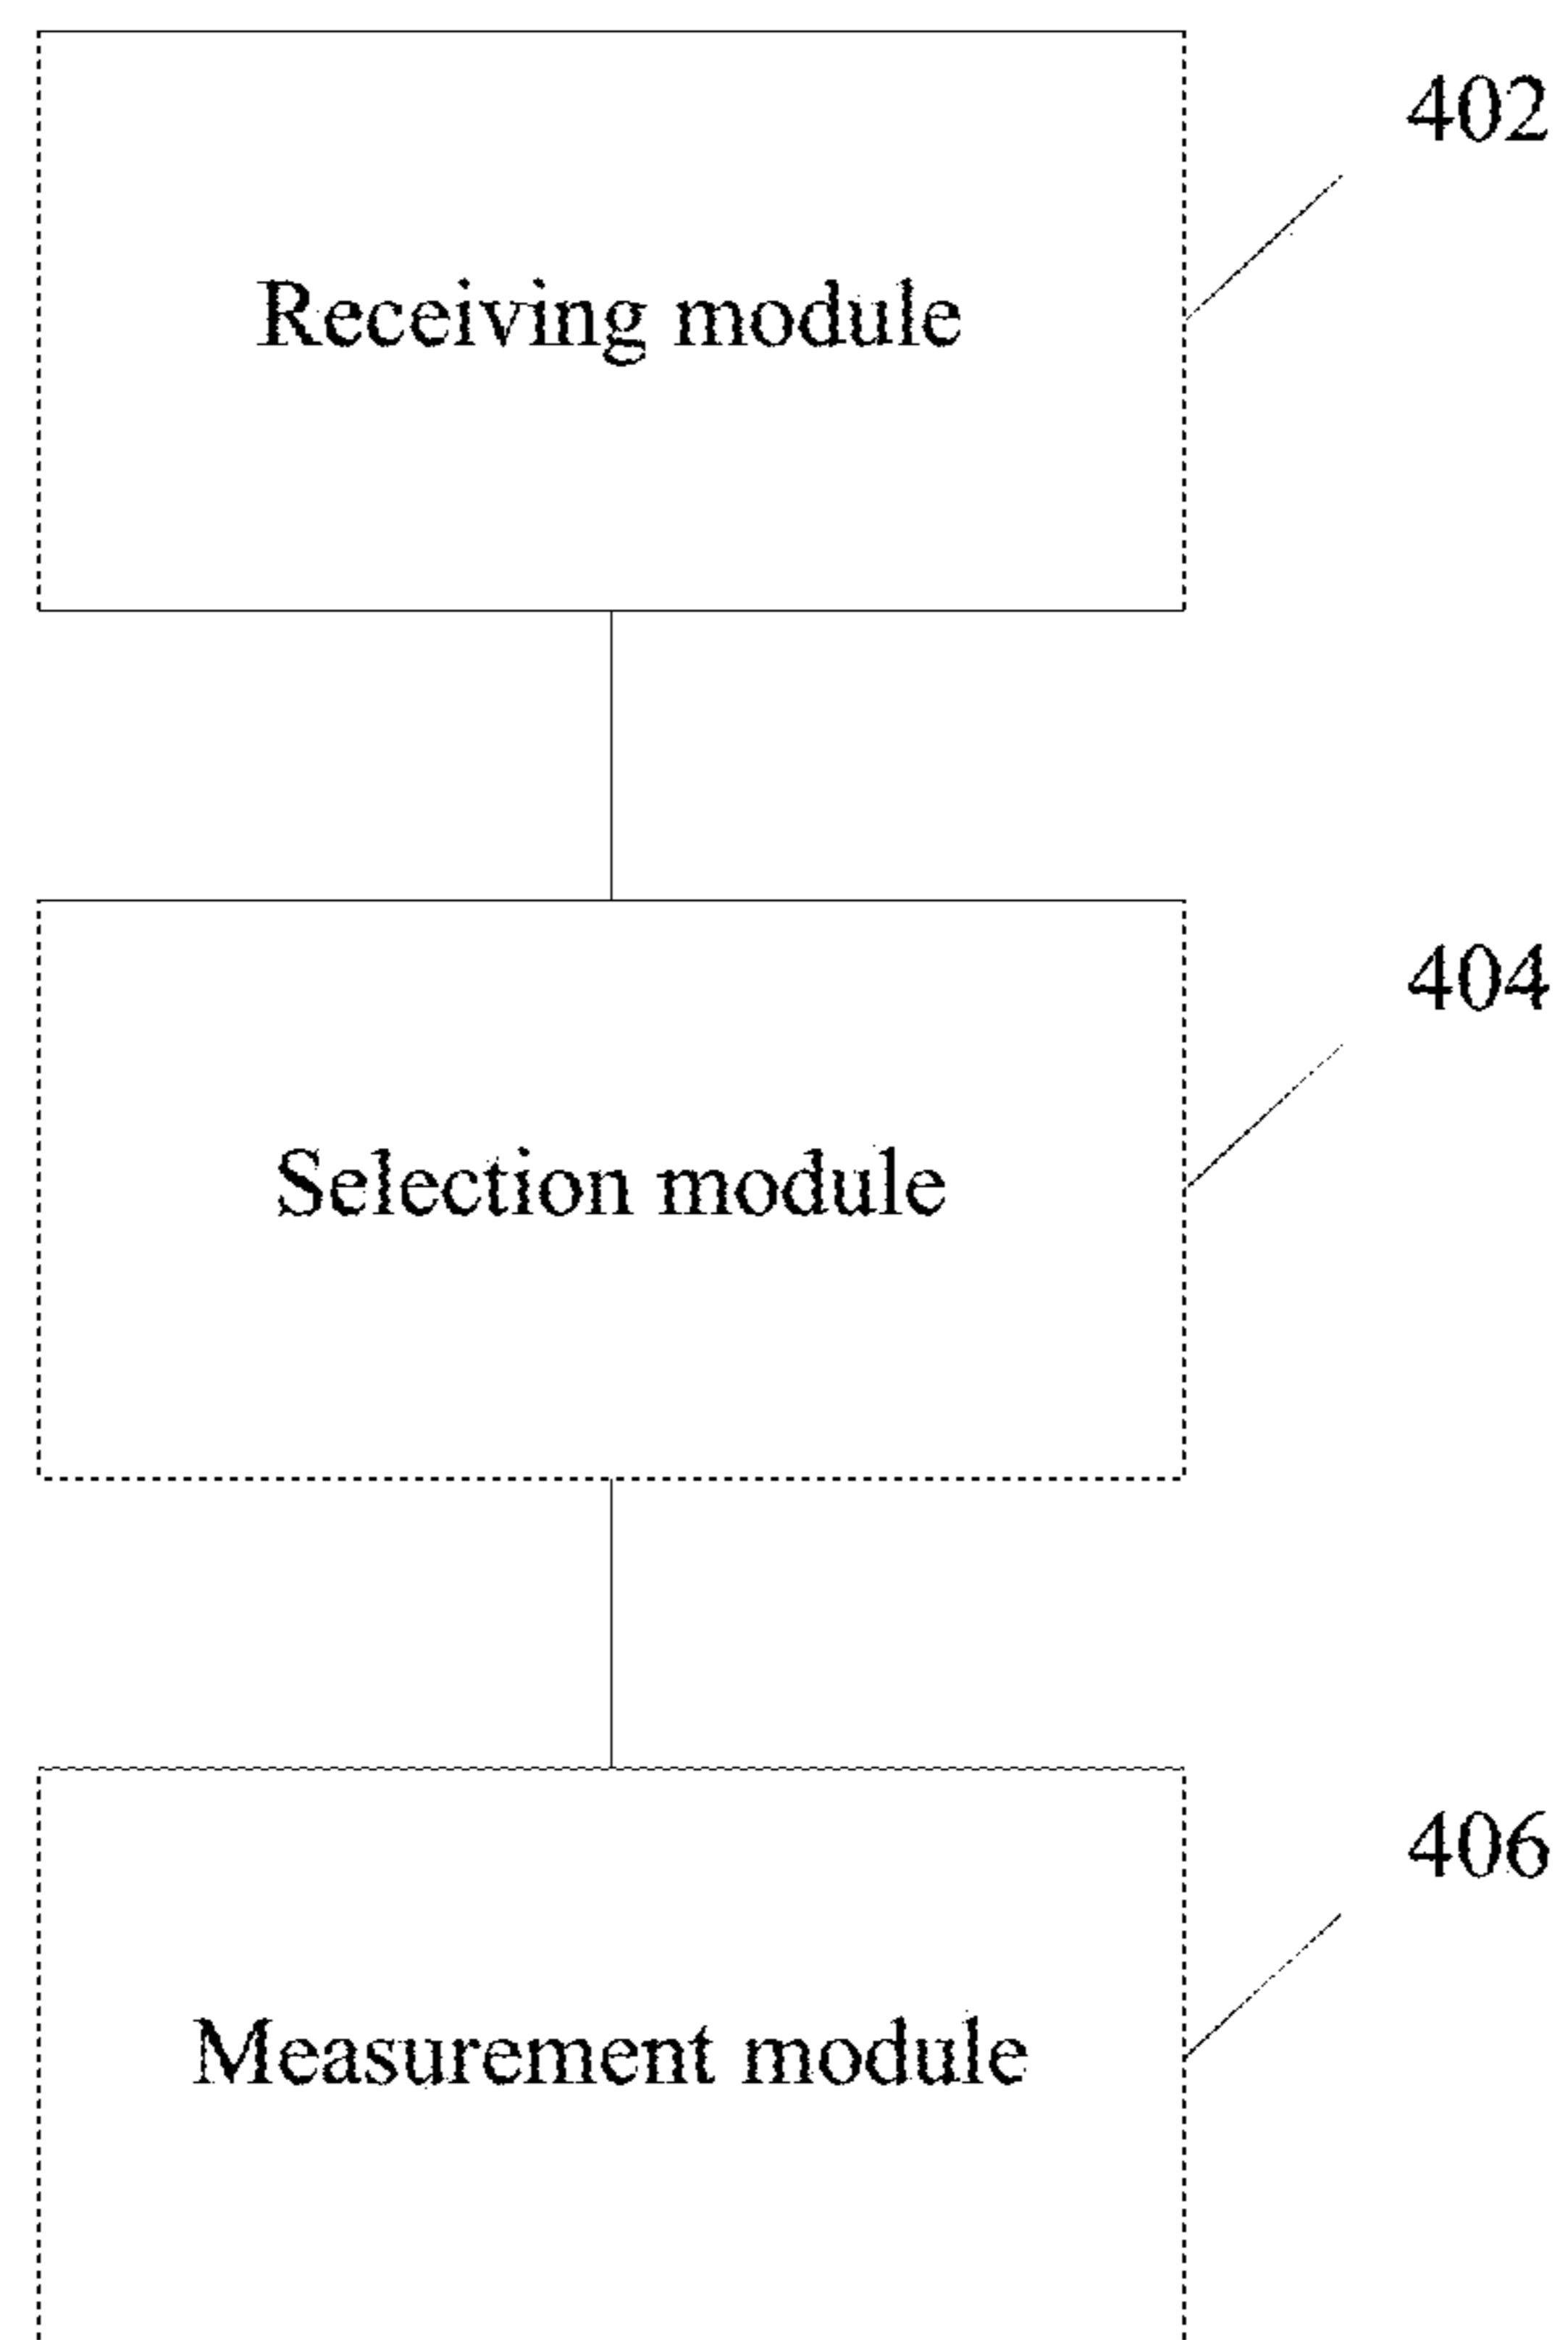 402
Receiving module
404
Selection module
406
Measurement module